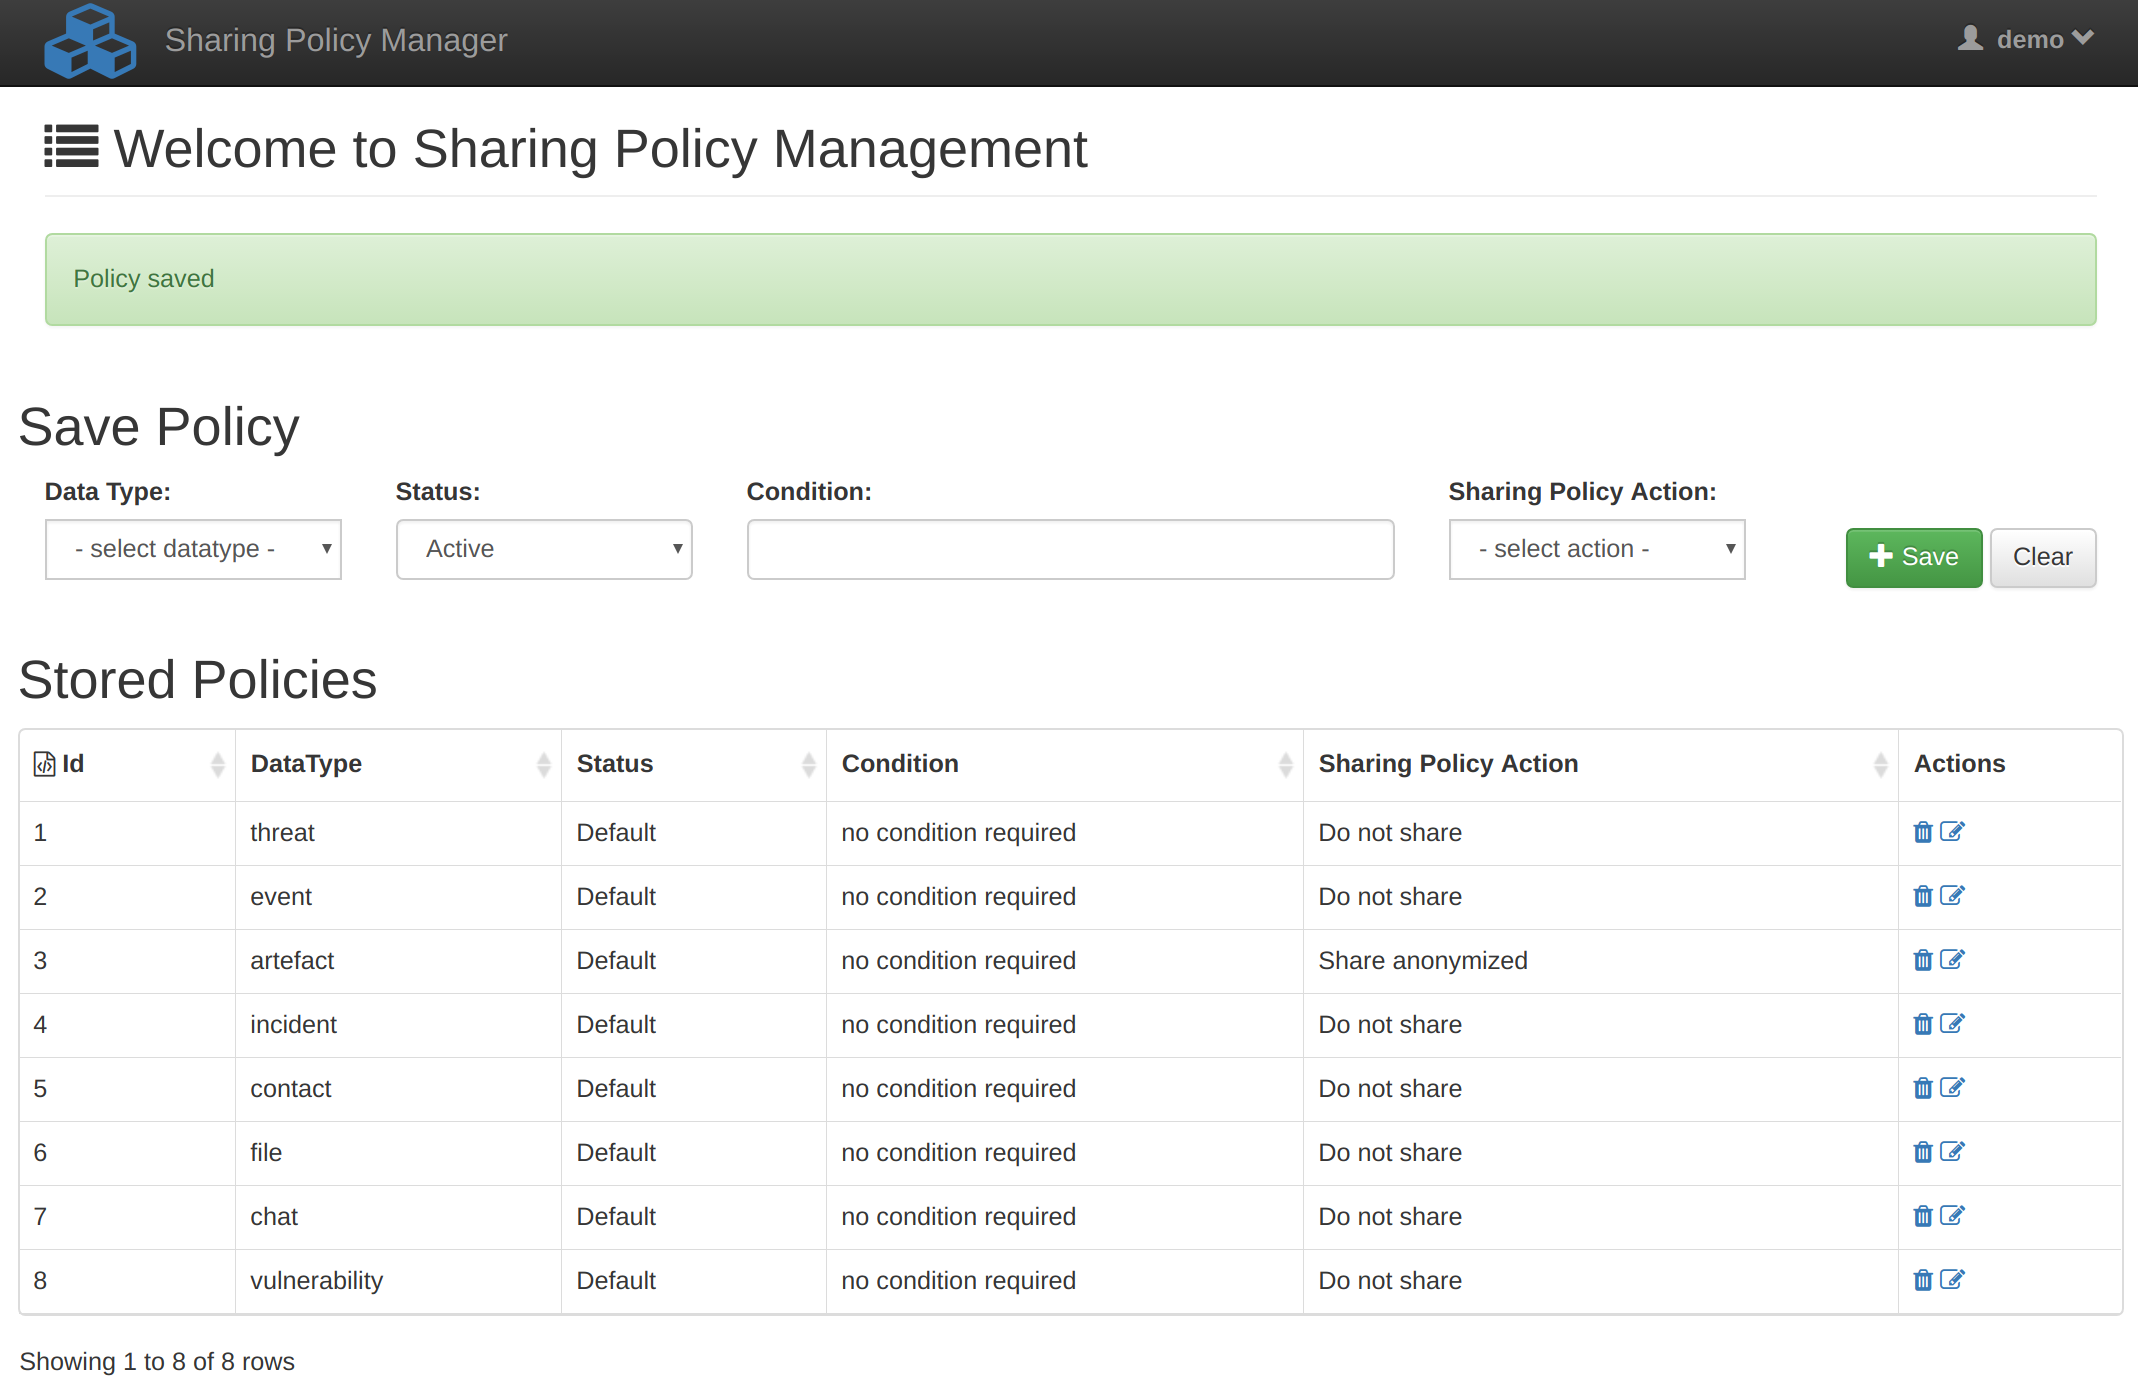 Sharing Policy Manager
demo
Welcome to Sharing Policy Management
Policy saved
Save Policy
Data Type: Status: Condition: Sharing Policy Action:
- select datatype - Active - select action - Save Clear
Stored Policies
Id DataType Status Condition Sharing Policy Action Actions
1 threat Default no condition required Do not share
2 event Default no condition required Do not share
3 artefact Default no condition required Share anonymized
4 incident Default no condition required Do not share
5 contact Default no condition required Do not share
6 file Default no condition required Do not share
7 chat Default no condition required Do not share
8 vulnerability Default no condition required Do not share
Showing 1 to 8 of 8 rows